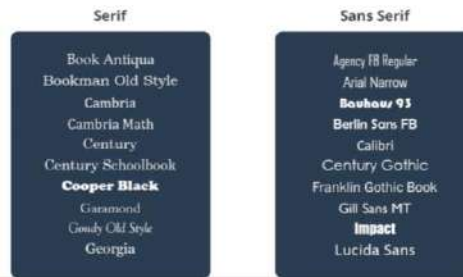 Serif
Book Antiqua
Bookman Old Style
Cambria
Cambria Math
Century
Century Schoolbook
Cooper Black
Garamond
Goudy Old Style
Georgia
Sans Serif
Agency FB Regular
Arial Narrow
Bauhaus 93
Berlin Sans FB
Calibri
Century Gothic
Franklin Gothic Book
Gill Sans MT
Impact
Lucida Sans